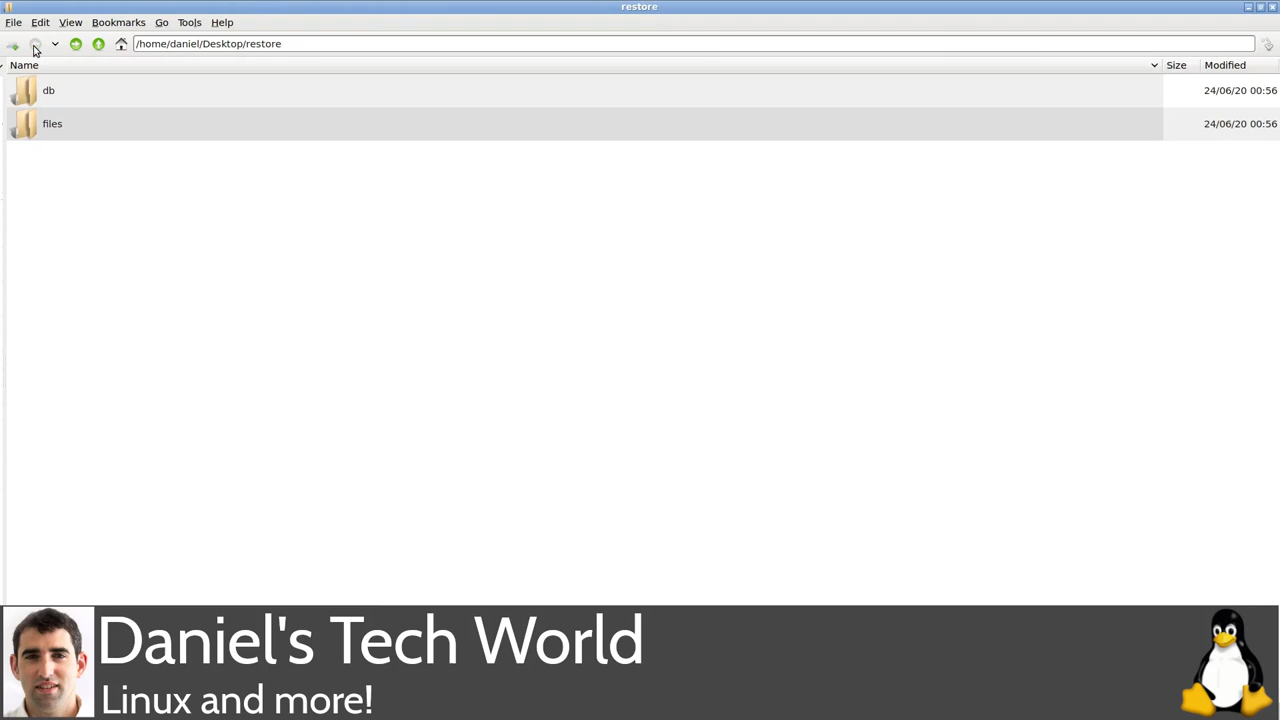 restore
File Edit View Bookmarks Go Tools Help
/home/daniel/Desktop/restore
Name Size Modified
db 24/06/20 00:56
files 24/06/20 00:56
Daniel's Tech World
Linux and more!